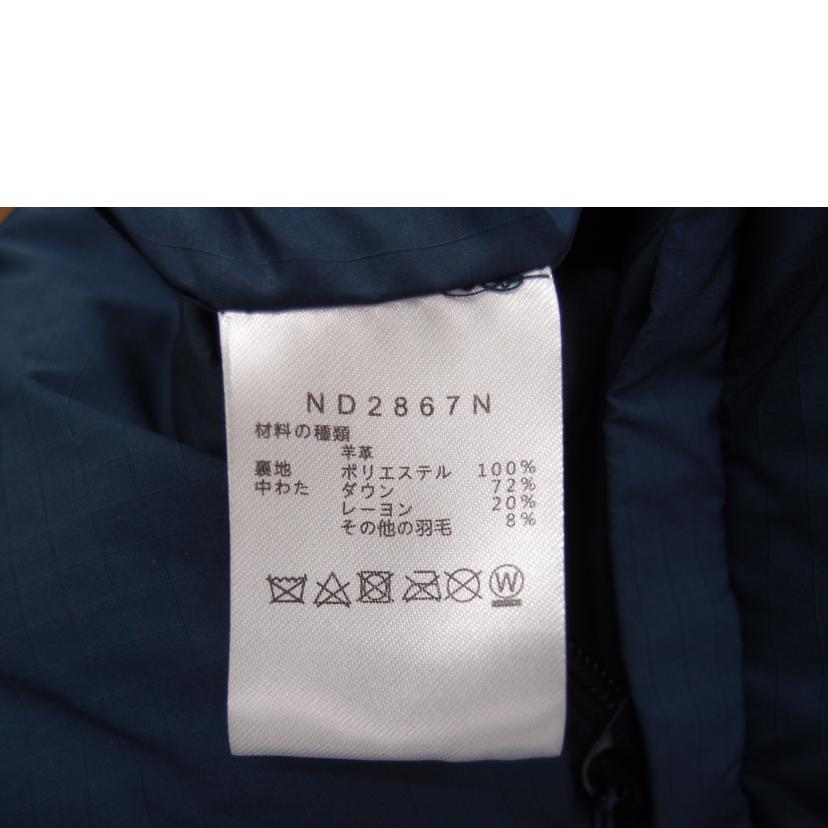 ND2867N
材料の種類
羊革
裏地 ポリエステル 100%
中わた ダウン 72%
レーヨン 20%
その他の羽毛 8%
W